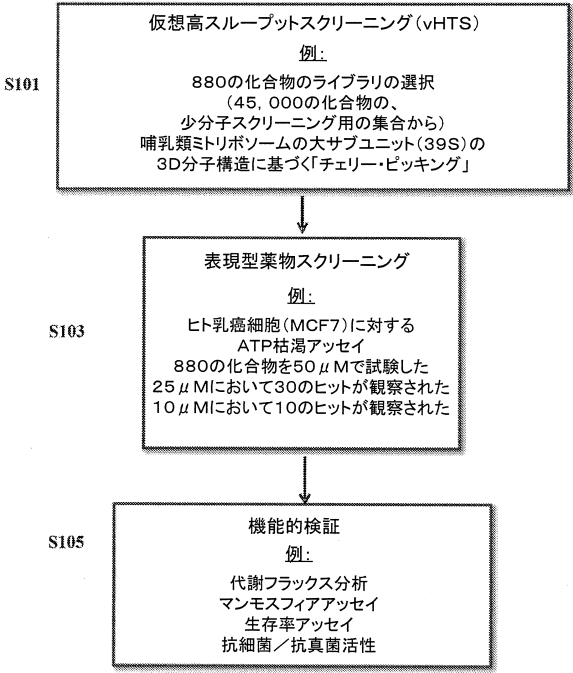 仮想高スループットスクリーニング(vHTS)
例:
S101
880の化合物のライブラリの選択
(45, 000の化合物の、
少分子スクリーニング用の集合から)
哺乳類ミトリボソームの大サブユニット(39S)の
3D分子構造に基づく「チェリー・ピッキング」
表現型薬物スクリーニング
例:
S103
ヒト乳癌細胞(MCF7)に対する
ATP枯渇アッセイ
880の化合物を50μMで試験した
25μMにおいて30のヒットが観察された
10μMにおいて10のヒットが観察された
機能的検証
S105
例:
代謝フラックス分析
マンモスフィアアッセイ
生存率アッセイ
抗細菌/抗真菌活性